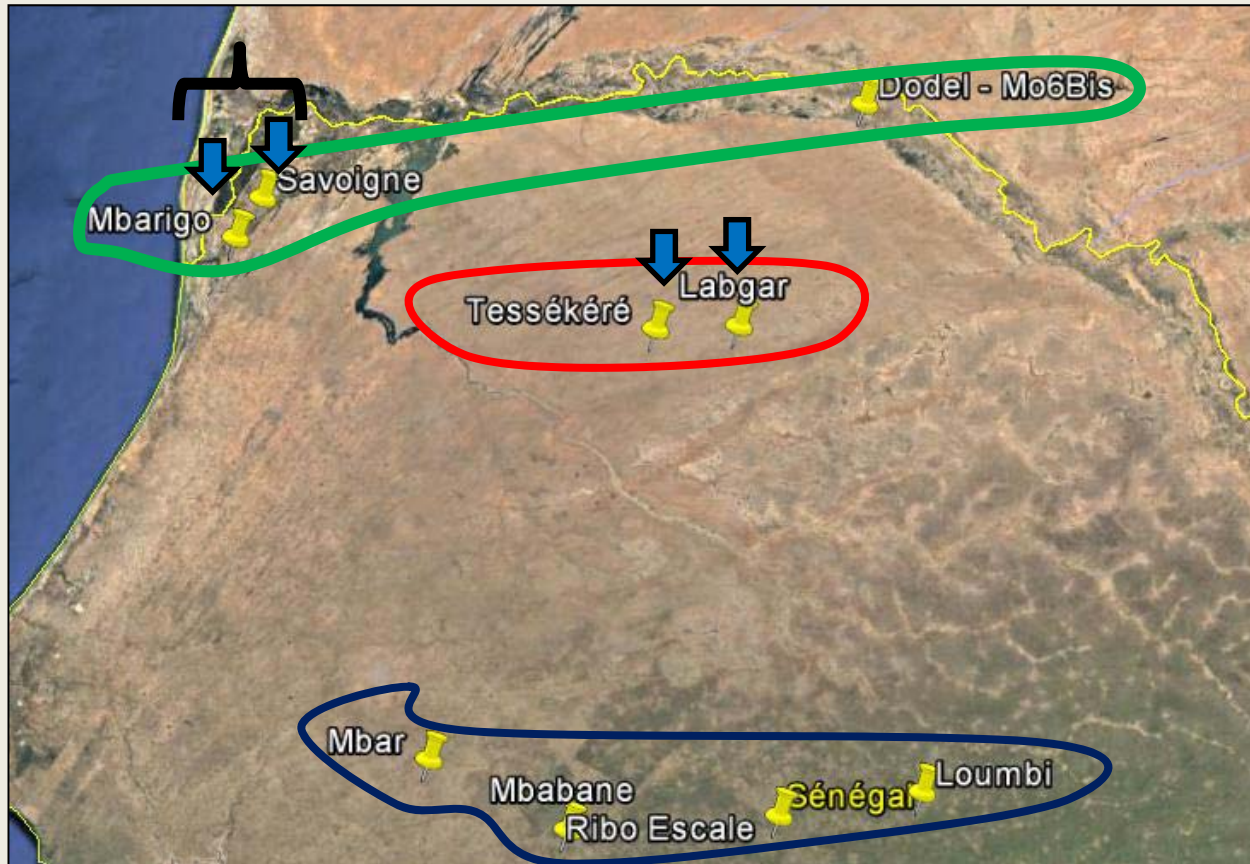 Dodel - Mo6Bis
Savoigne
Mbarigo
Labgar
Tessékéré
Mbar
Loumbi
Mbabane
Sénégal
Ribo Escale